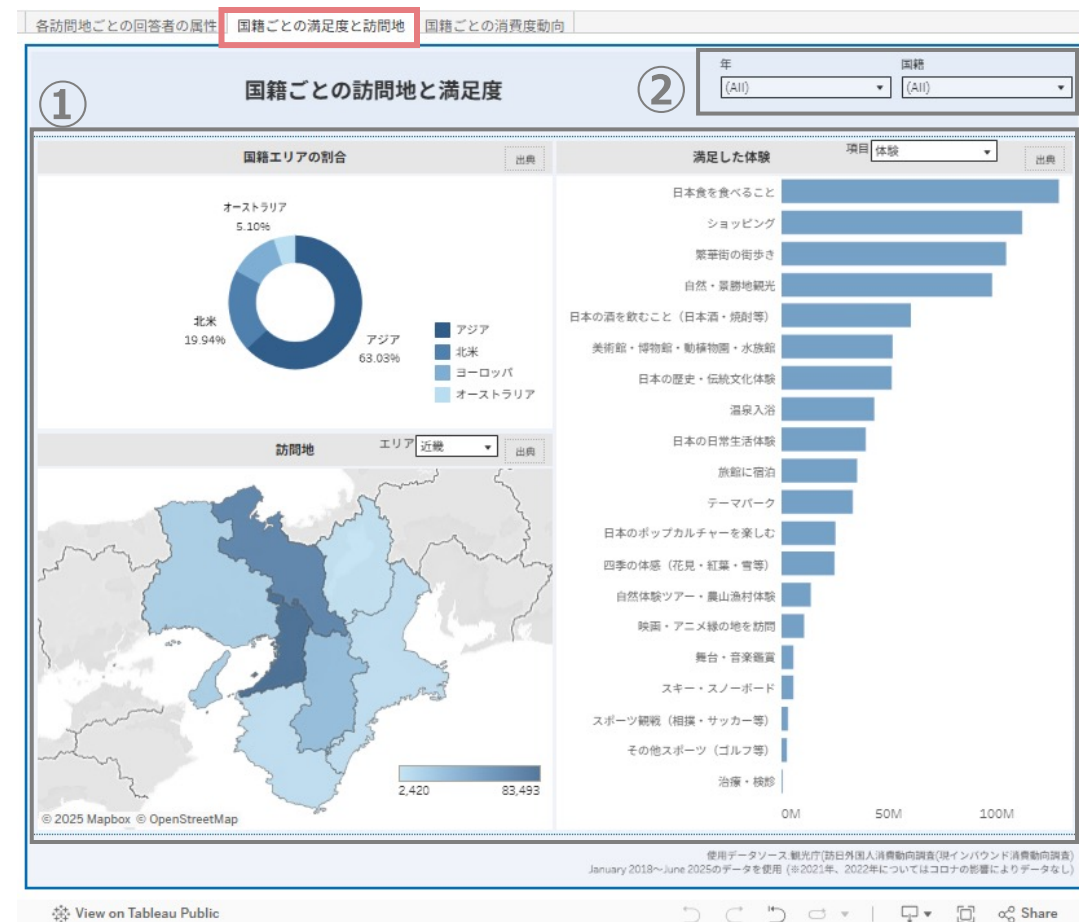 各訪問地ごとの回答者の属性
国籍ごとの満足度と訪問地
国籍ごとの消費度動向
①
国籍ごとの訪問地と満足度
②
年
(All)
国籍
(All)
国籍エリアの割合
出典
オーストラリア
5.10%
北米
19.94%
アジア
63.03%
アジア
北米
ヨーロッパ
オーストラリア
訪問地
エリア
近畿
出典
2,420
83,493
© 2025 Mapbox © OpenStreetMap
満足した体験
項目
体験
出典
日本食を食べること
ショッピング
繁華街の街歩き
自然・景勝地観光
日本の酒を飲むこと（日本酒・焼酎等）
美術館・博物館・動植物園・水族館
日本の歴史・伝統文化体験
温泉入浴
日本の日常生活体験
旅館に宿泊
テーマパーク
日本のポップカルチャーを楽しむ
四季の体感（花見・紅葉・雪等）
自然体験ツアー・農山漁村体験
映画・アニメ縁の地を訪問
舞台・音楽鑑賞
スキー・スノーボード
スポーツ観戦（相撲・サッカー等）
その他スポーツ（ゴルフ等）
治療・検診
0M
50M
100M
使用データソース:観光庁(訪日外国人消費動向調査(現インバウンド消費動向調査)
January 2018～June 2025のデータを使用 (※2021年、2022年についてはコロナの影響によりデータなし)
View on Tableau Public
Share